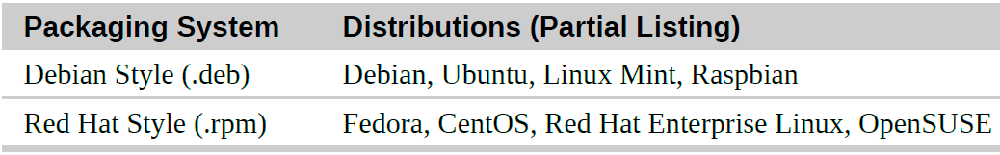 Packaging System Distributions (Partial Listing)
Debian Style (.deb) Debian, Ubuntu, Linux Mint, Raspbian
Red Hat Style (.rpm) Fedora, CentOS, Red Hat Enterprise Linux, OpenSUSE